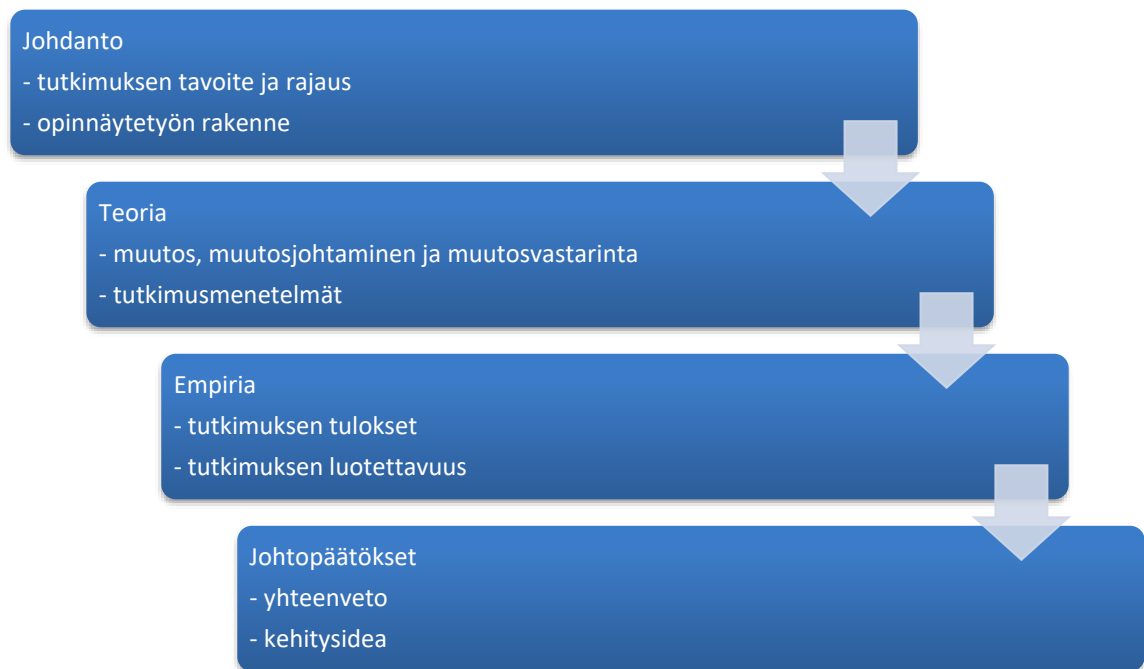 Johdanto
- tutkimuksen tavoite ja rajaus
- opinnäytetyön rakenne
Teoria
- muutos, muutosjohtaminen ja muutosvastarinta
- tutkimusmenetelmät
Empiria
- tutkimuksen tulokset
- tutkimuksen luotettavuus
Johtopäätökset
- yhteenveto
- kehitysidea